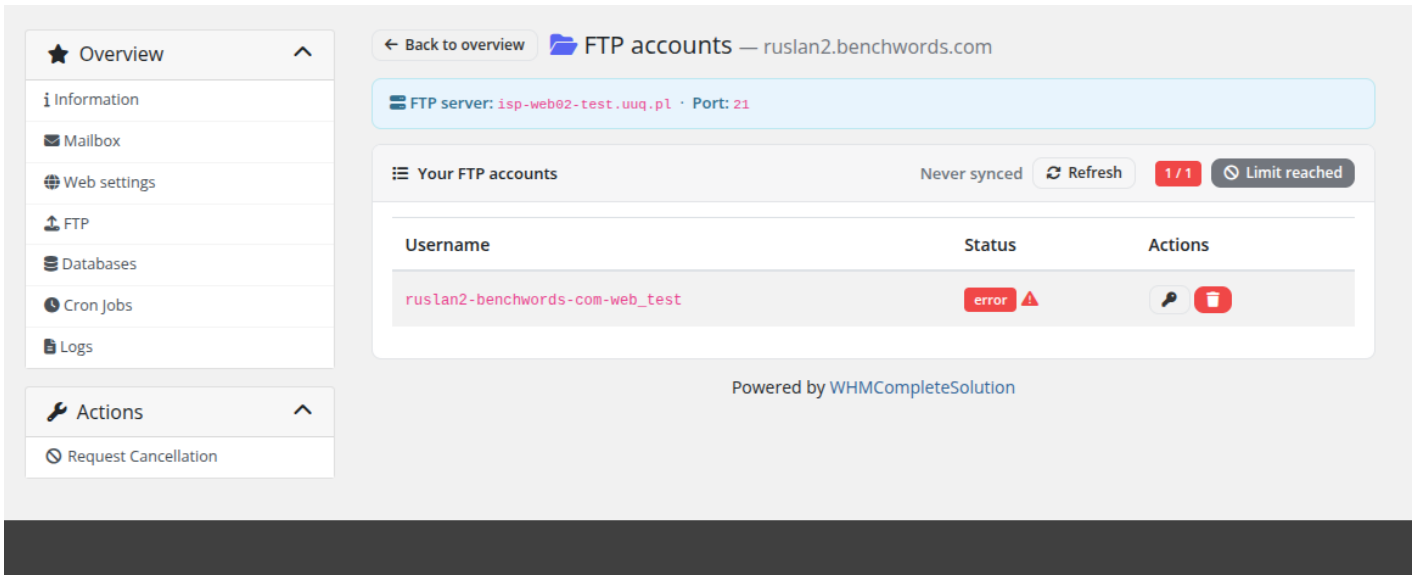 Overview
Information
Mailbox
Web settings
FTP
Databases
Cron Jobs
Logs
Actions
Request Cancellation
← Back to overview FTP accounts — ruslan2.benchwords.com
FTP server: isp-web02-test.uuq.pl · Port: 21
Your FTP accounts Never synced Refresh 1 / 1 Limit reached
Username Status Actions
ruslan2-benchwords-com-web_test error
Powered by WHMCompleteSolution